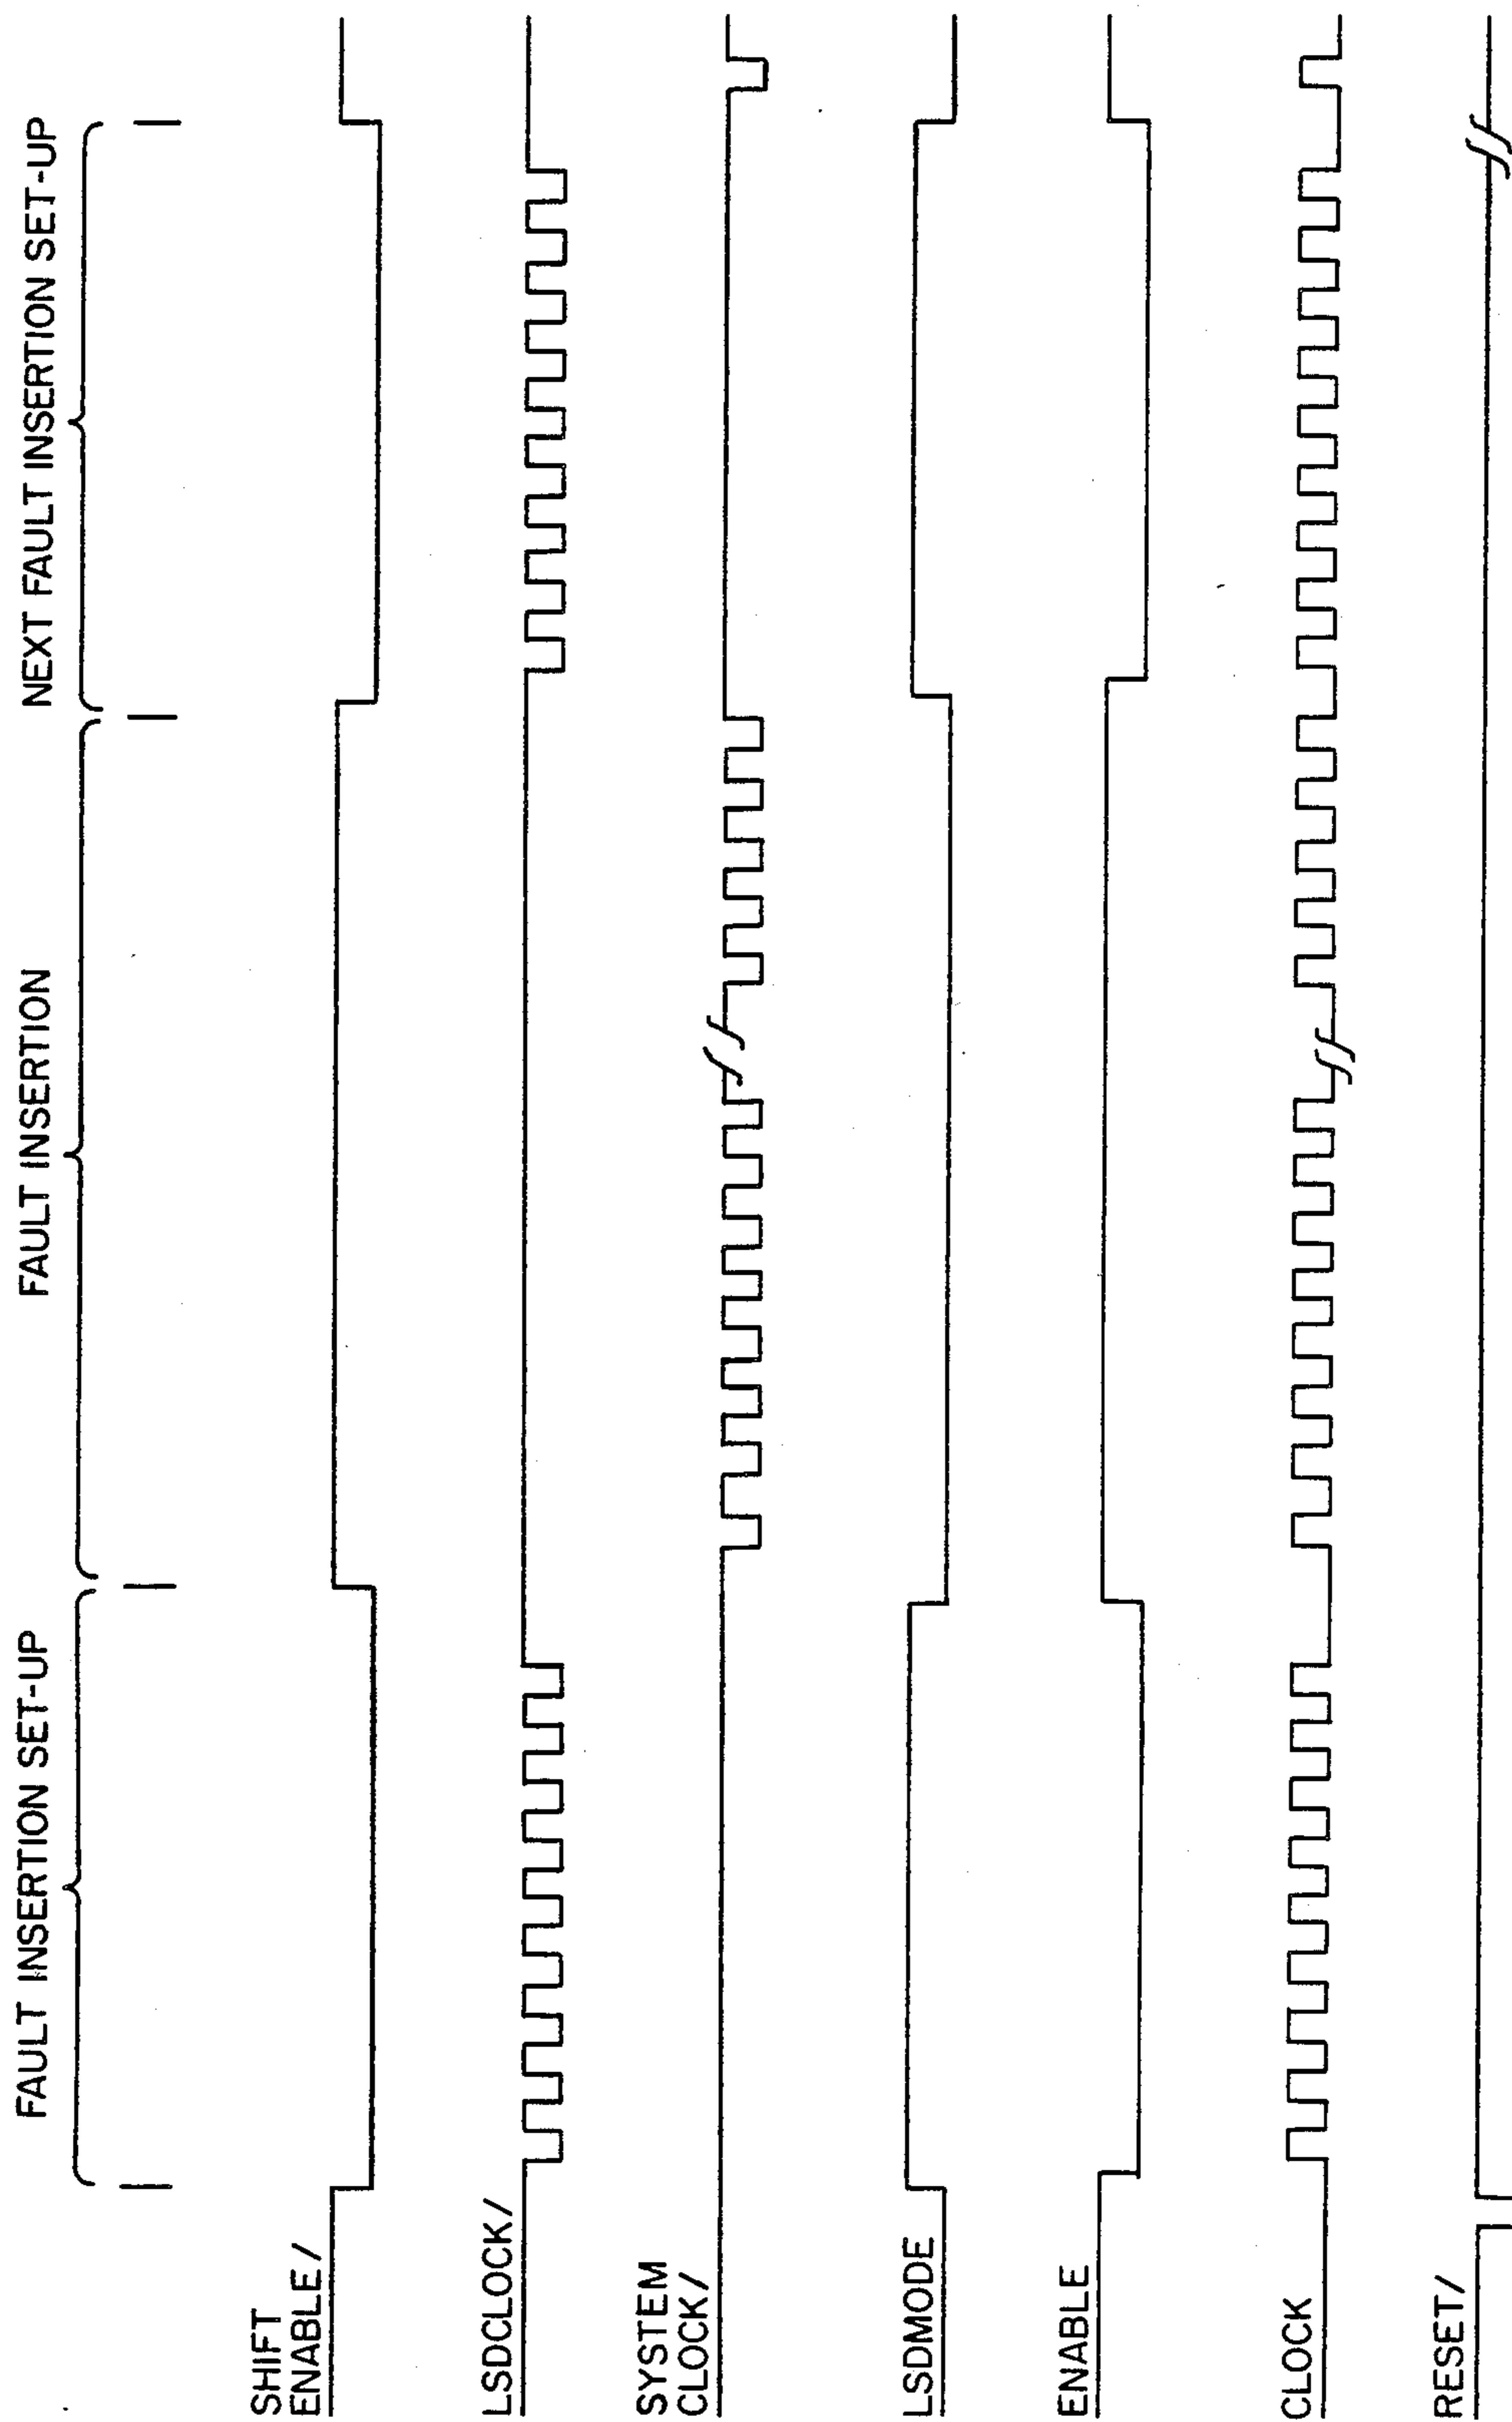 FAULT INSERTION SET-UP
FAULT INSERTION
NEXT FAULT INSERTION SET-UP
SHIFT
ENABLE /
LSDCLOCK/
SYSTEM
CLOCK/
LSDMODE
ENABLE
CLOCK
RESET/